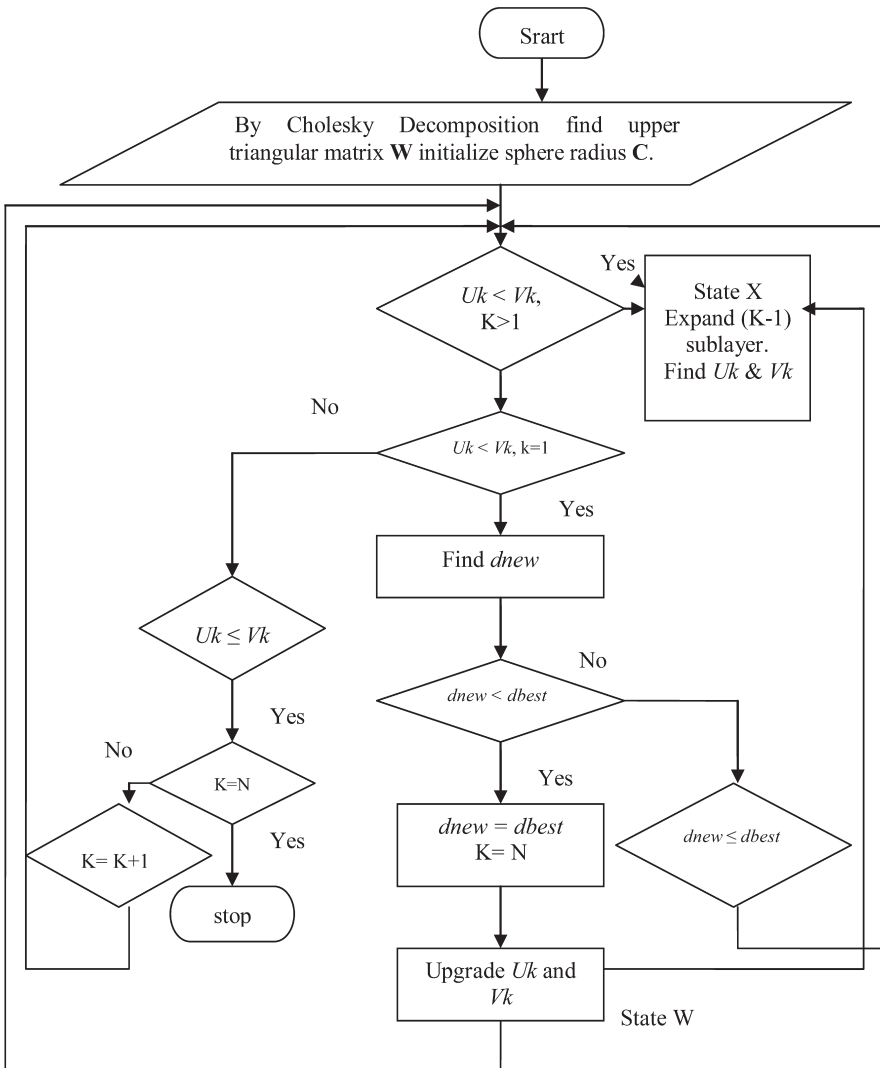 Srart
By Cholesky Decomposition find upper
triangular matrix W initialize sphere radius C.
Yes
Uk < Vk,
K>1
State X
Expand (K-1)
sublayer.
Find Uk & Vk
No
Uk < Vk, k=1
Yes
Find dnew
Uk ≤ Vk
No
dnew < dbest
Yes
No
K=N
Yes
Yes
dnew = dbest
K= N
dnew ≤ dbest
K= K+1
stop
Upgrade Uk and
Vk
State W